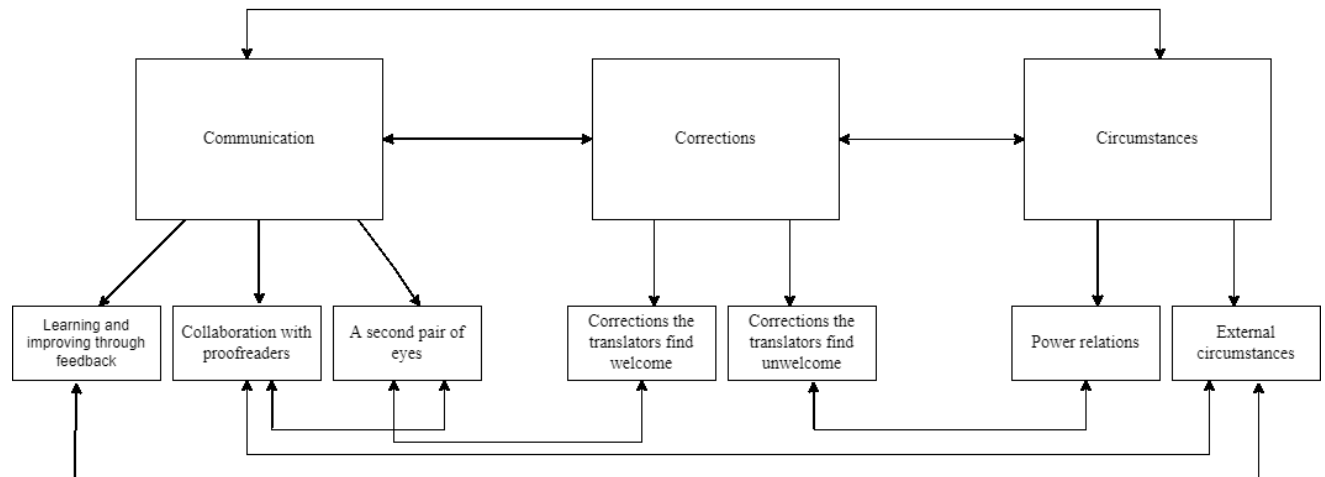 Communication
Corrections
Circumstances
Learning and
improving through
feedback
Collaboration with
proofreaders
A second pair of
eyes
Corrections the
translators find
welcome
Corrections the
translators find
unwelcome
Power relations
External
circumstances